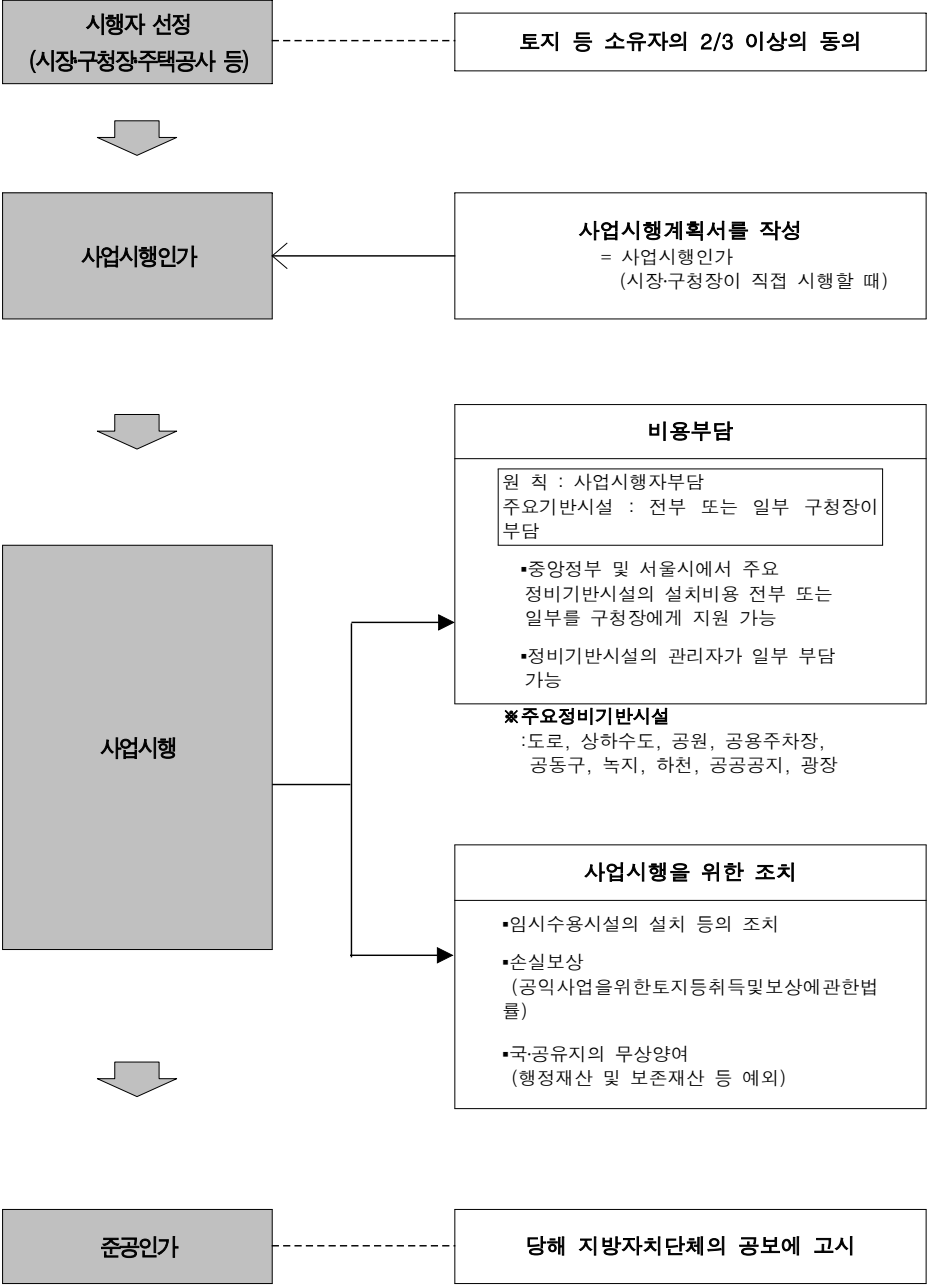 시행자 선정
(시장·구청장·주택공사 등)
토지 등 소유자의 2/3 이상의 동의
사업시행인가
사업시행계획서를 작성
= 사업시행인가
(시장·구청장이 직접 시행할 때)
비용부담
원 칙 : 사업시행자부담
주요기반시설 : 전부 또는 일부 구청장이
부담
▪중앙정부 및 서울시에서 주요
정비기반시설의 설치비용 전부 또는
일부를 구청장에게 지원 가능
▪정비기반시설의 관리자가 일부 부담
가능
※주요정비기반시설
:도로, 상하수도, 공원, 공용주차장,
공동구, 녹지, 하천, 공공공지, 광장
사업시행
사업시행을 위한 조치
▪임시수용시설의 설치 등의 조치
▪손실보상
(공익사업을위한토지등취득및보상에관한법
률)
▪국·공유지의 무상양여
(행정재산 및 보존재산 등 예외)
준공인가
당해 지방자치단체의 공보에 고시